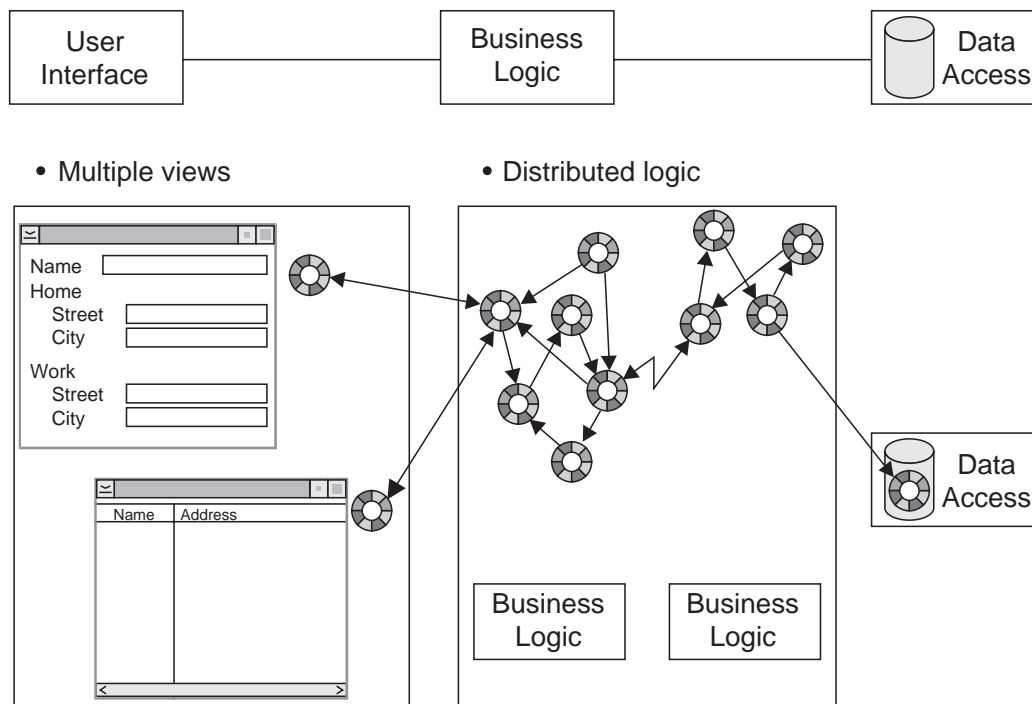 User
Interface
Business
Logic
Data
Access
• Multiple views
• Distributed logic
Name
Home
Street
City
Work
Street
City
Name Address
Data
Access
Business
Logic
Business
Logic